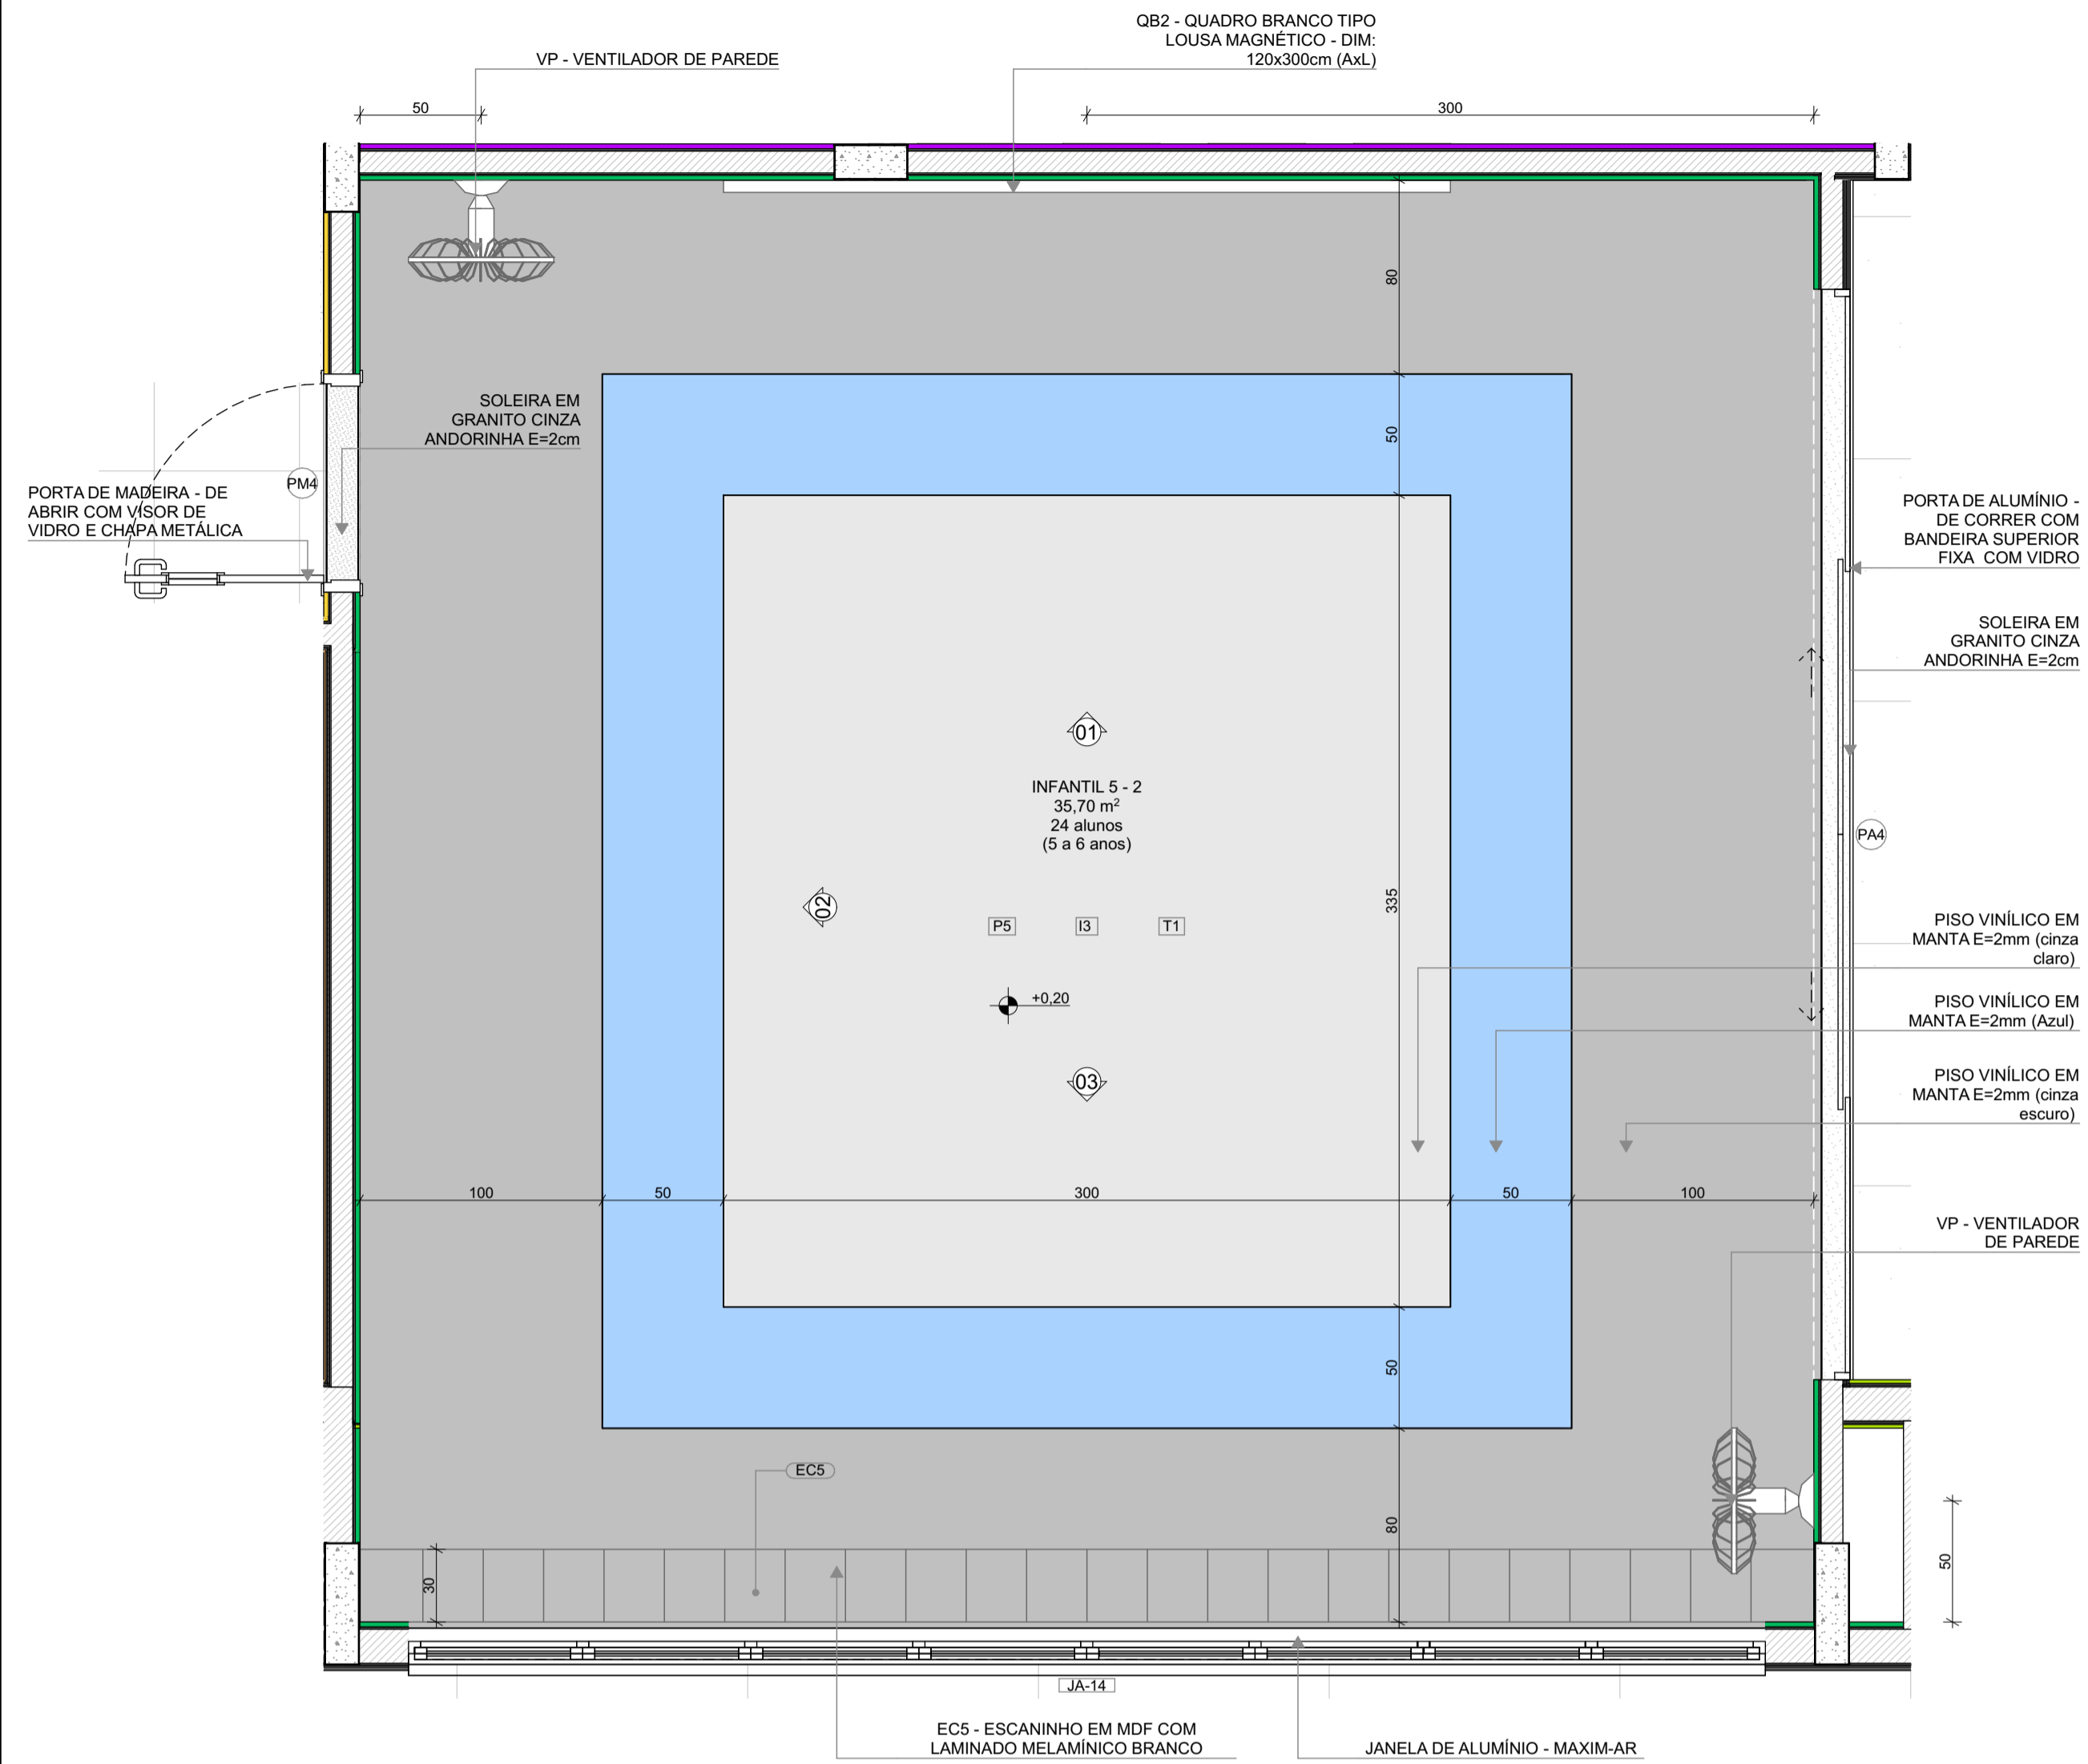 QB2 - QUADRO BRANCO TIPO
LOUSA MAGNÉTICO - DIM:
120x300cm (AxL)
VP - VENTILADOR DE PAREDE
50
300
80
SOLEIRA EM
GRANITO CINZA
ANDORINHA E=2cm
50
PM4
PORTA DE MADEIRA - DE
ABRIR COM VISOR DE
VIDRO E CHAPA METÁLICA
PORTA DE ALUMÍNIO -
DE CORRER COM
BANDEIRA SUPERIOR
FIXA COM VIDRO
SOLEIRA EM
GRANITO CINZA
ANDORINHA E=2cm
01
INFANTIL 5 - 2
35,70 m²
24 alunos
(5 a 6 anos)
PA4
02
335
P5
I3
T1
PISO VINÍLICO EM
MANTA E=2mm (cinza
claro)
+0,20
PISO VINÍLICO EM
MANTA E=2mm (Azul)
03
PISO VINÍLICO EM
MANTA E=2mm (cinza
escuro)
100
50
300
50
100
VP - VENTILADOR
DE PAREDE
50
EC5
80
30
50
JA-14
EC5 - ESCANINHO EM MDF COM
LAMINADO MELAMÍNICO BRANCO
JANELA DE ALUMÍNIO - MAXIM-AR